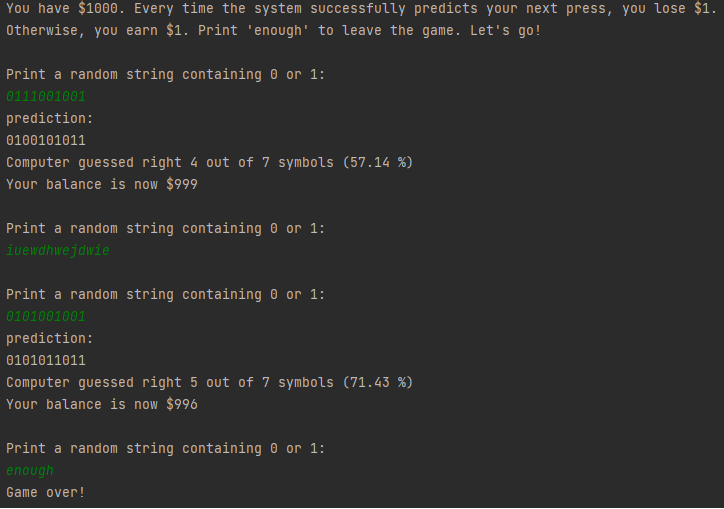 You have $1000. Every time the system successfully predicts your next press, you lose $1.
Otherwise, you earn $1. Print 'enough' to leave the game. Let's go!
Print a random string containing 0 or 1:
0111001001
prediction:
0100101011
Computer guessed right 4 out of 7 symbols (57.14 %)
Your balance is now $999
Print a random string containing 0 or 1:
iuewdhwejdwie
Print a random string containing 0 or 1:
0101001001
prediction:
0101011011
Computer guessed right 5 out of 7 symbols (71.43 %)
Your balance is now $996
Print a random string containing 0 or 1:
enough
Game over!